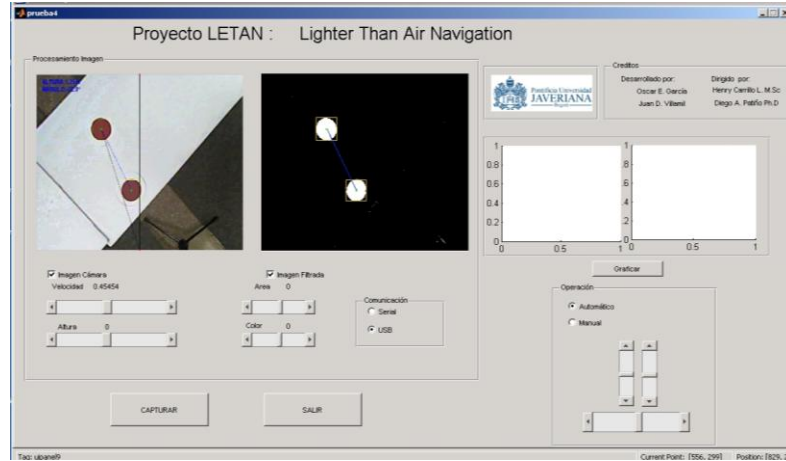 prueba4
Proyecto LETAN : Lighter Than Air Navigation
Procesamiento Imagen
Creditos
Desarrollado por: Dirigido por:
Oscar E. García Henry Carrillo L. M.Sc
Juan D. Villamil Diego A. Patiño Ph.D
Pontificia Universidad
JAVERIANA
Bogotá
1
0.8
0.6
0.4
0.2
0
0 0.5 1
1
.8
.6
.4
.2
0
0 0.5 1
Graficar
Imagen Cámara
Velocidad 0.45454
Altura 0
Imagen Filtrada
Area 0
Color 0
Comunicación
Serial
USB
Operación
Automático
Manual
CAPTURAR
SALIR
Tag: uipanel9
Current Point: [556, 299] Position: [829, 2